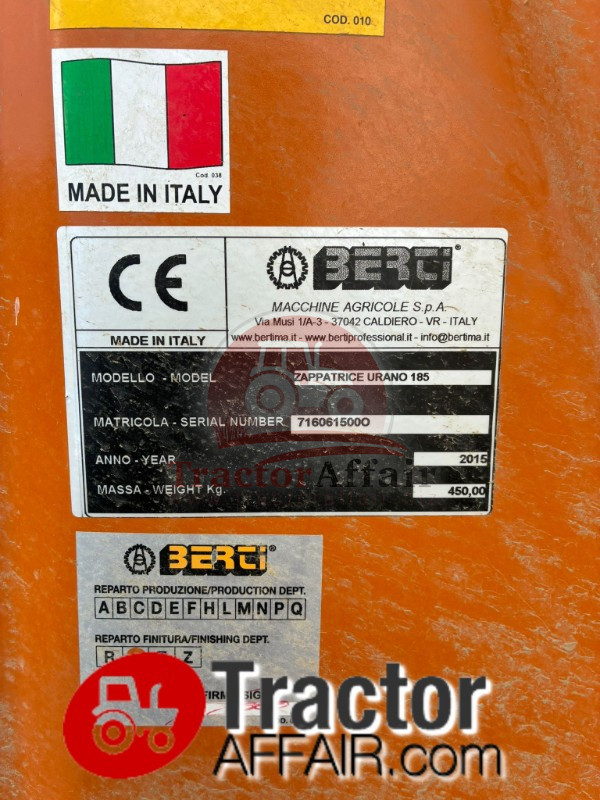 COD. 010
Cod. 038
MADE IN ITALY
CE
MADE IN ITALY
BERTI®
MACCHINE AGRICOLE S.p.A.
Via Musi 1/A-3 - 37042 CALDIERO - VR - ITALY
www.bertima.it - www.bertiprofessional.it - info@bertima.it
MODELLO - MODEL ZAPPATRICE URANO 185
MATRICOLA - SERIAL NUMBER 716061500O
ANNO - YEAR 2015
MASSA - WEIGHT Kg. 450,00
TractorAffair
BERTI®
REPARTO PRODUZIONE/PRODUCTION DEPT.
A B C D E F H L M N P Q
REPARTO FINITURA/FINISHING DEPT.
R Z
Tractor
AFFAIR.com